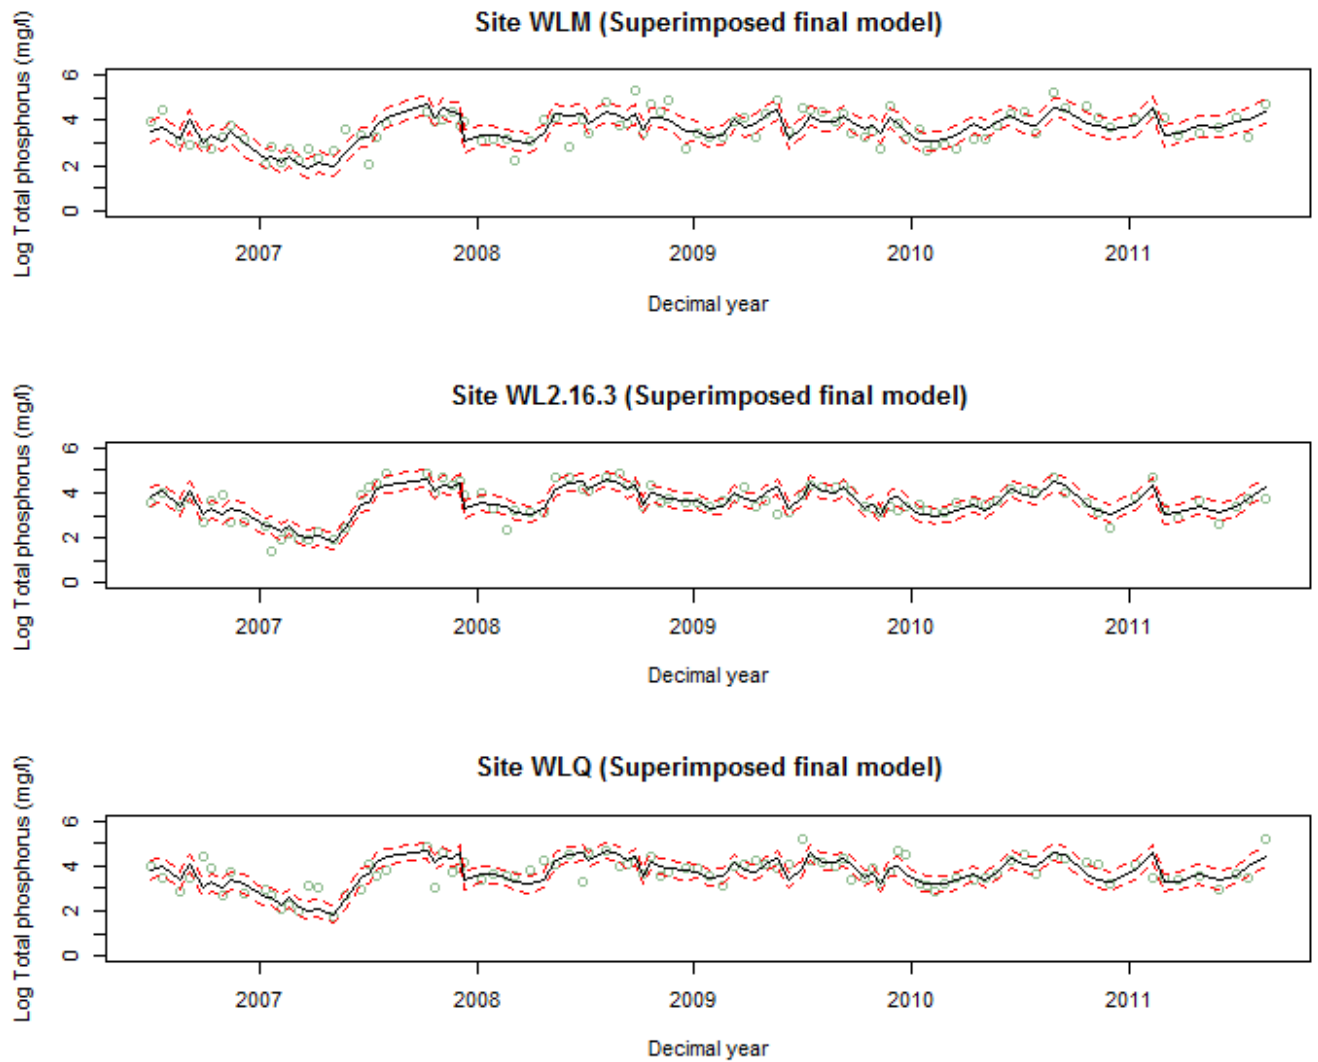 Site WLM (Superimposed final model)
Log Total phosphorus (mg/l)
6
4
2
0
2007 2008 2009 2010 2011
Decimal year
Site WL2.16.3 (Superimposed final model)
Log Total phosphorus (mg/l)
6
4
2
0
2007 2008 2009 2010 2011
Decimal year
Site WLQ (Superimposed final model)
Log Total phosphorus (mg/l)
6
4
2
0
2007 2008 2009 2010 2011
Decimal year